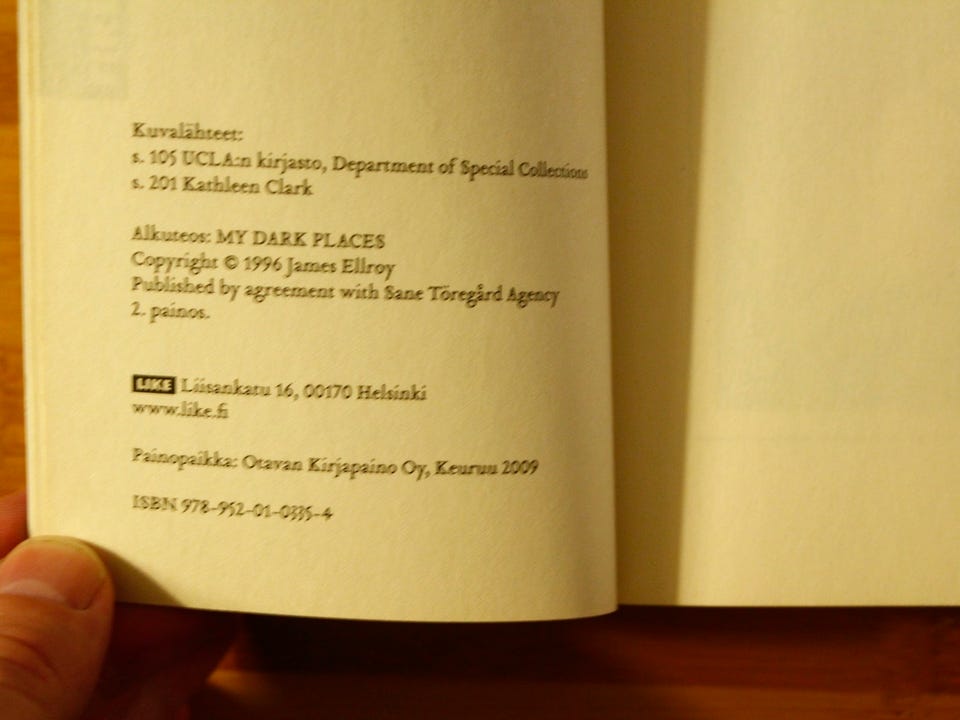 Kuvalähteet:
s. 105 UCLA:n kirjasto, Department of Special Collections
s. 201 Kathleen Clark
Alkuteos: MY DARK PLACES
Copyright © 1996 James Ellroy
Published by agreement with Sane Töregård Agency
2. painos.
LIKE Liisankatu 16, 00170 Helsinki
www.like.fi
Painopaikka: Otavan Kirjapaino Oy, Keuruu 2009
ISBN 978-952-01-0335-4